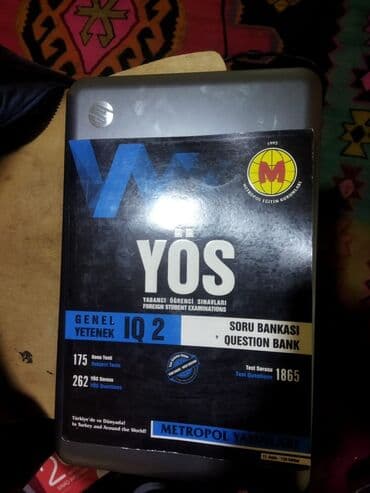 1992
M
METROPOL EĞİTİM KURUMLARI
YÖS
YABANCI ÖĞRENCİ SINAVLARI
FOREIGN STUDENT EXAMINATIONS
GENEL
YETENEK
IQ 2
SORU BANKASI
QUESTION BANK
175
Konu Testi
Subject Tests
262
YÖS Sorusu
YÖS Questions
Test Sorusu
Test Questions
1865
Türkiye'de ve Dünyada!
In Turkey and Around the World!
METROPOL YAYINLARI